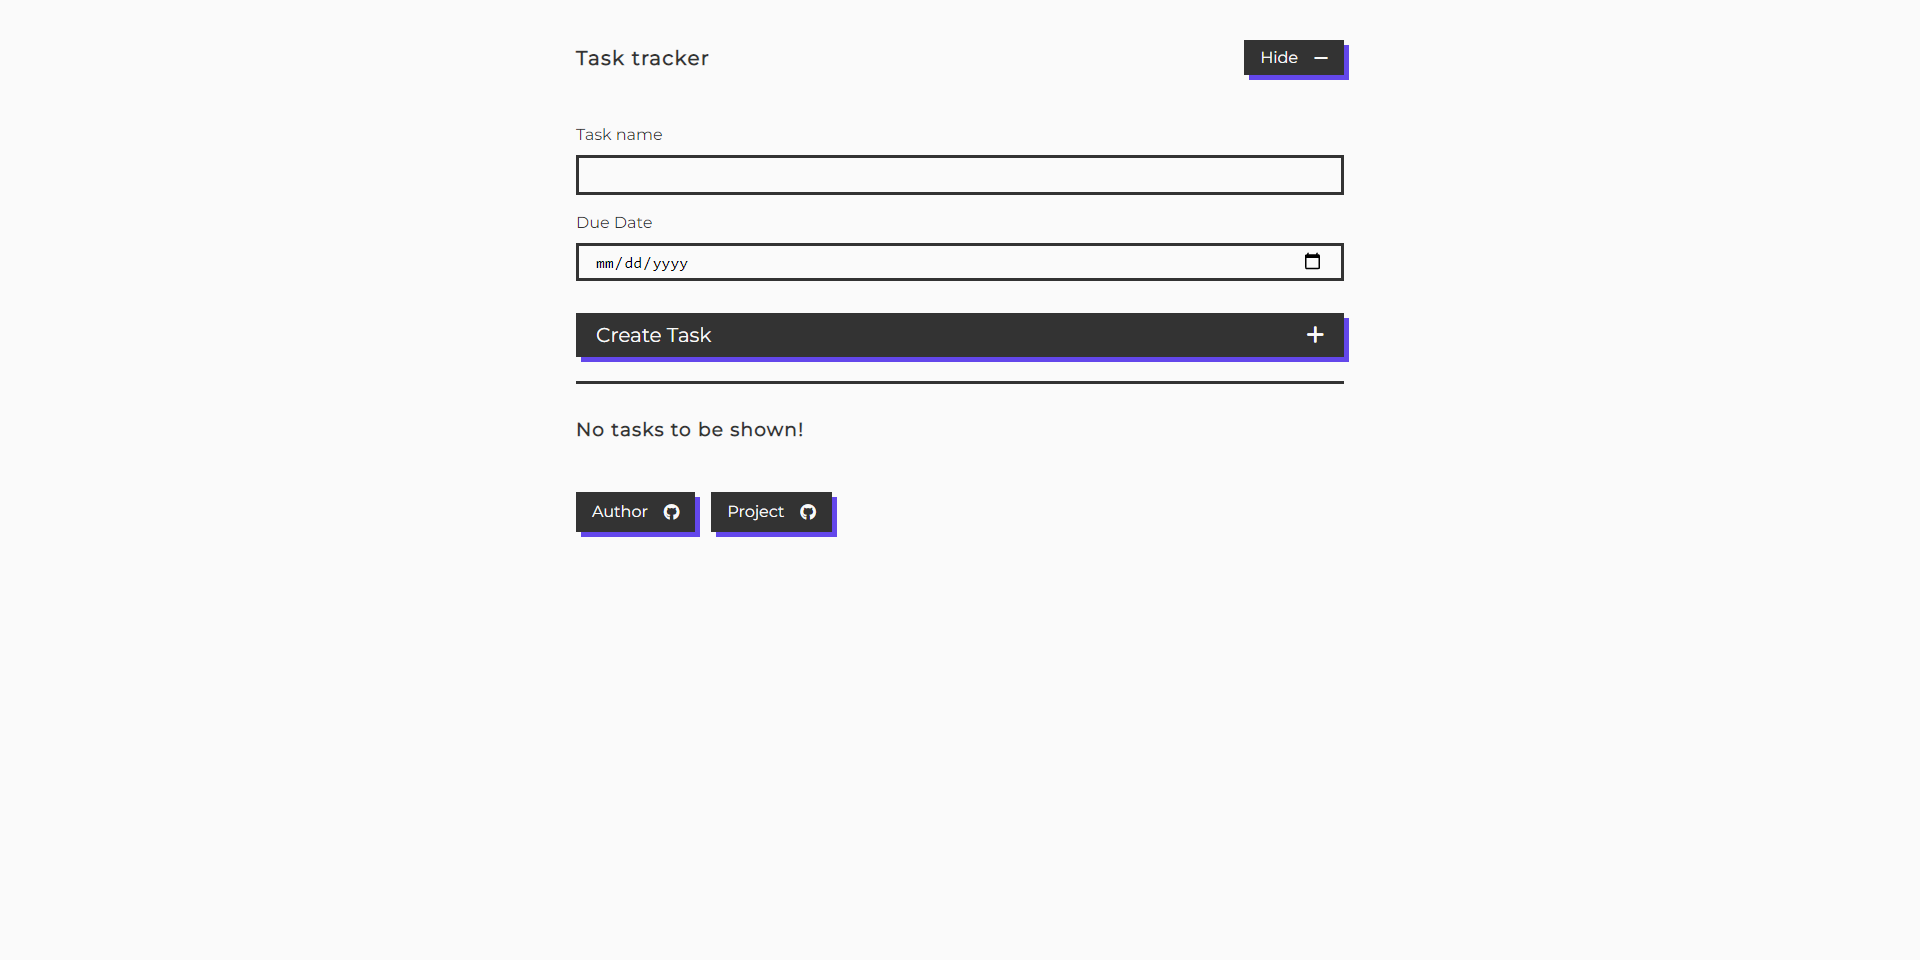 Task tracker
Hide
Task name
Due Date
mm/dd/yyyy
Create Task
No tasks to be shown!
Author
Project